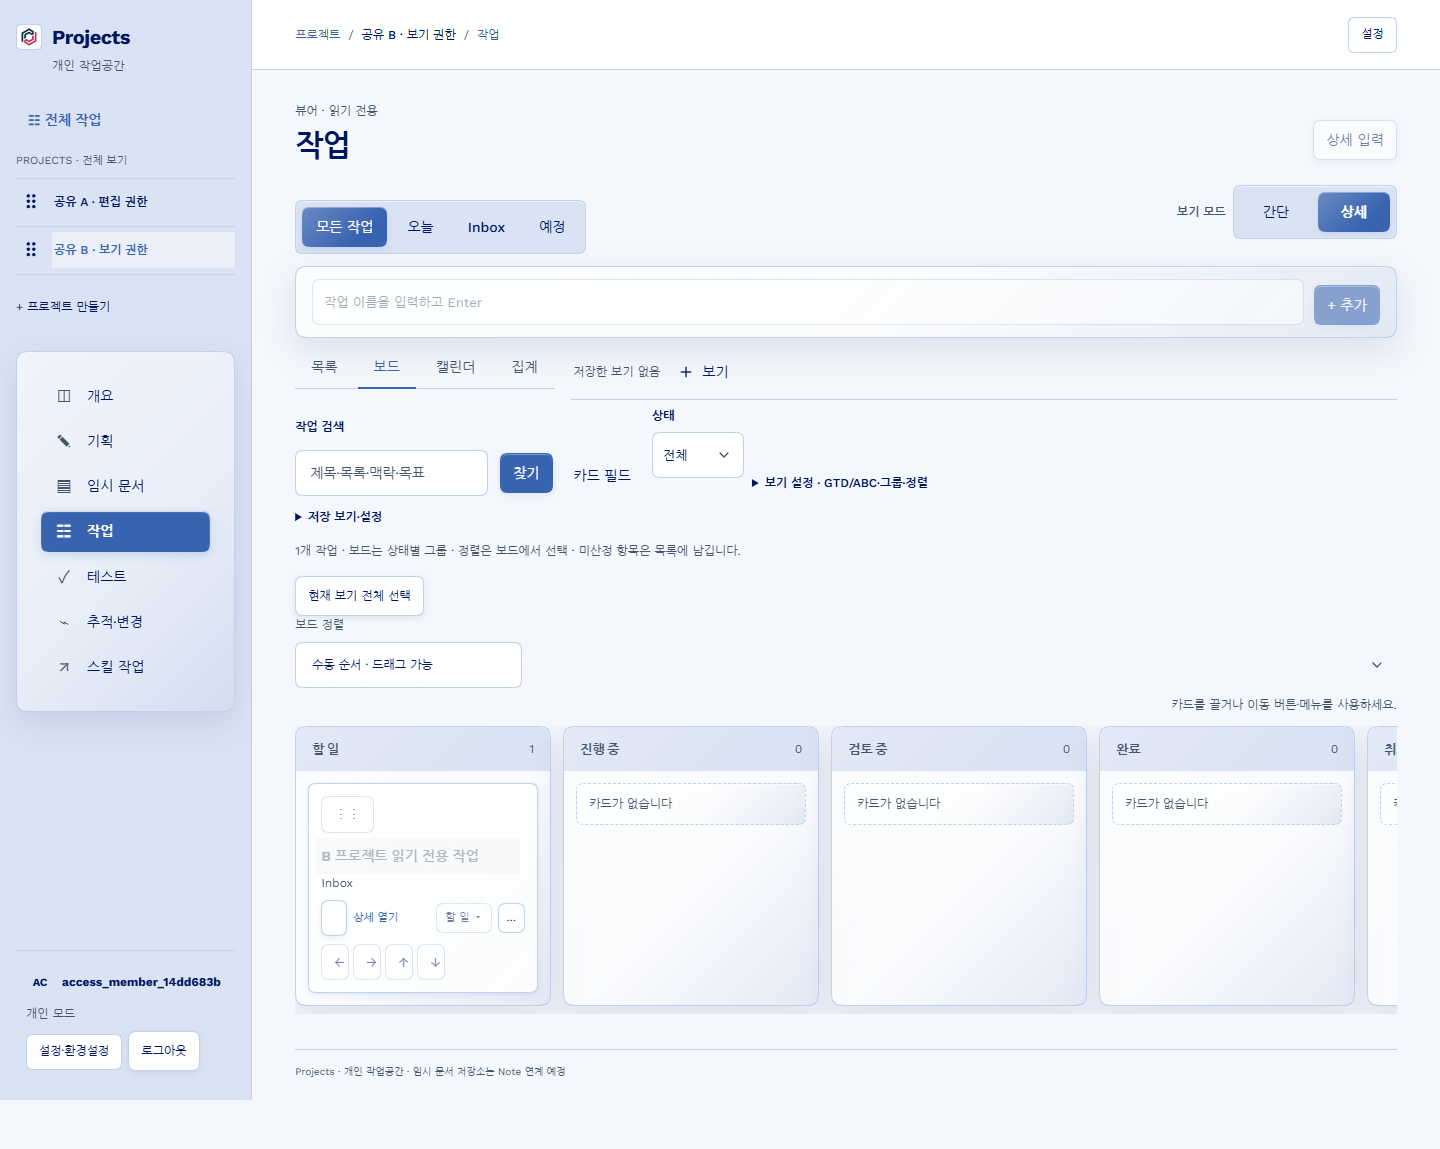 Projects
개인 작업공간
전체 작업
PROJECTS · 전체 보기
공유 A · 편집 권한
공유 B · 보기 권한
+ 프로젝트 만들기
개요
기획
임시 문서
작업
테스트
추적·변경
스킬 작업
AC access_member_14dd683b
개인 모드
설정·환경설정 로그아웃
프로젝트 / 공유 B · 보기 권한 / 작업
설정
뷰어 · 읽기 전용
작업
상세 입력
모든 작업 오늘 Inbox 예정
보기 모드 간단 상세
작업 이름을 입력하고 Enter
+ 추가
목록 보드 캘린더 집계
저장한 보기 없음 + 보기
작업 검색
상태
제목·목록·맥락·목표 찾기 카드 필드 전체
▶ 보기 설정 · GTD/ABC·그룹·정렬
▶ 저장 보기·설정
1개 작업 · 보드는 상태별 그룹 · 정렬은 보드에서 선택 · 미산정 항목은 목록에 남깁니다.
현재 보기 전체 선택
보드 정렬
수동 순서 · 드래그 가능
카드를 끌거나 이동 버튼·메뉴를 사용하세요.
할 일 1
진행 중 0
검토 중 0
완료 0
취
B 프로젝트 읽기 전용 작업
Inbox
상세 열기 할 일 ...
← → ↑ ↓
카드가 없습니다
카드가 없습니다
카드가 없습니다
Projects · 개인 작업공간 · 임시 문서 저장소는 Note 연계 예정